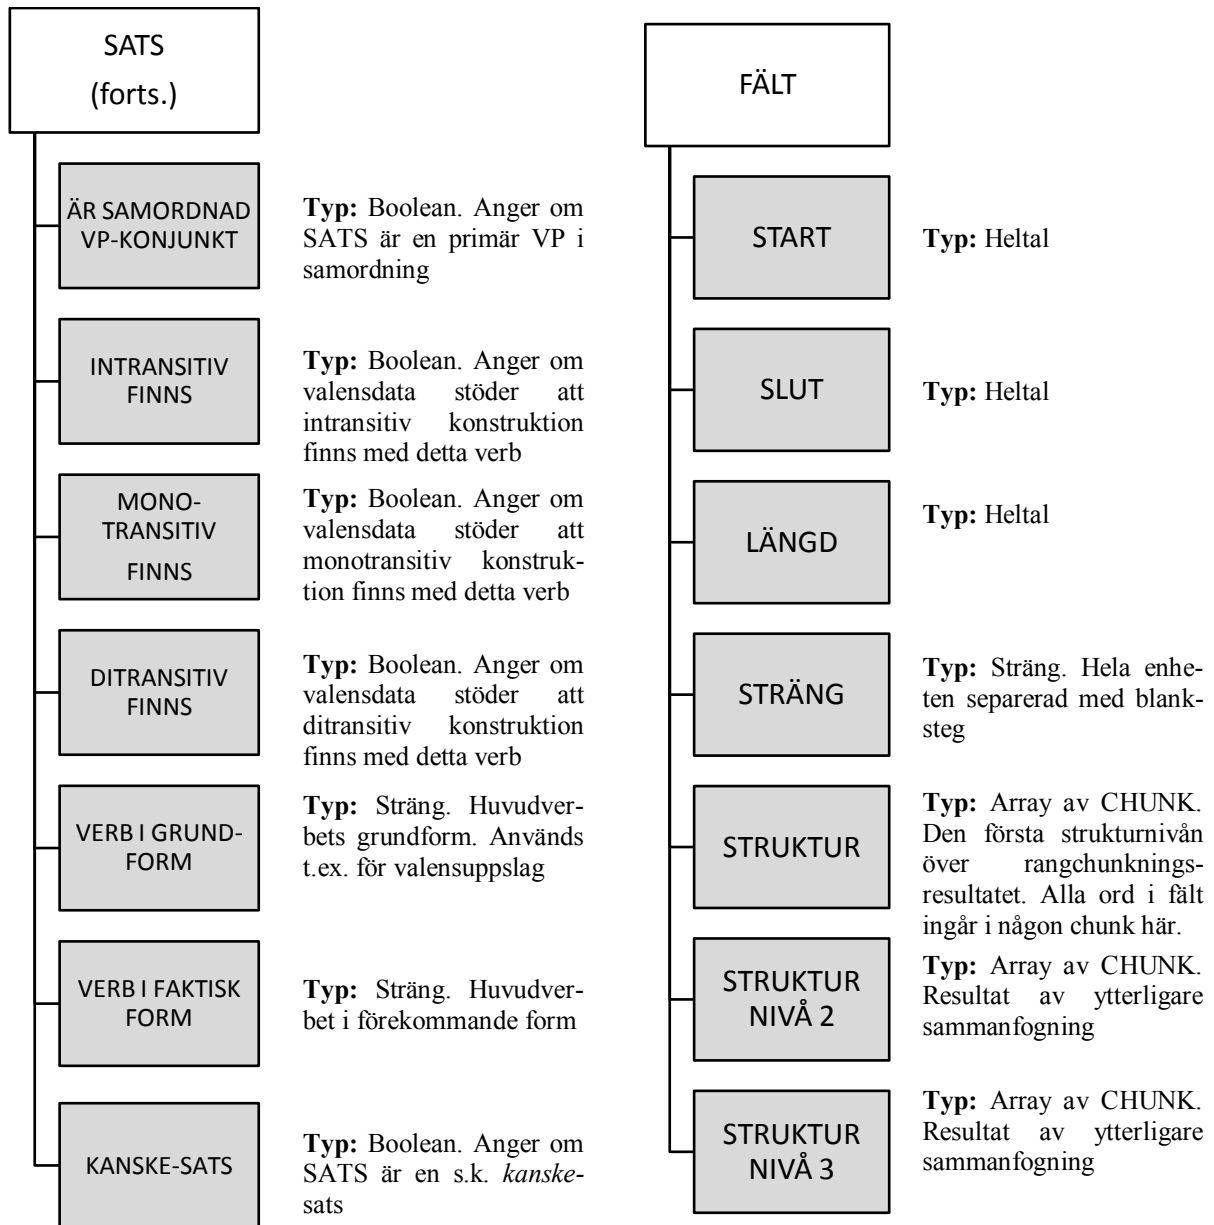 SATS
(forts.)
ÄR SAMORDNAD
VP-KONJUNKT
Typ: Boolean. Anger om
SATS är en primär VP i
samordning
INTRANSITIV
FINNS
Typ: Boolean. Anger om
valensdata stöder att
intransitiv konstruktion
finns med detta verb
MONO-
TRANSITIV
FINNS
Typ: Boolean. Anger om
valensdata stöder att
monotransitiv konstruk-
tion finns med detta verb
DITRANSITIV
FINNS
Typ: Boolean. Anger om
valensdata stöder att
ditransitiv konstruktion
finns med detta verb
VERB I GRUND-
FORM
Typ: Sträng. Huvudver-
bets grundform. Används
t.ex. för valensuppslag
VERB I FAKTISK
FORM
Typ: Sträng. Huvudver-
bet i förekommande form
KANSKE-SATS
Typ: Boolean. Anger om
SATS är en s.k. kanske-
sats
FÄLT
START
Typ: Heltal
SLUT
Typ: Heltal
LÄNGD
Typ: Heltal
STRÄNG
Typ: Sträng. Hela enhe-
ten separerad med blank-
steg
STRUKTUR
Typ: Array av CHUNK.
Den första strukturnivån
över rangchunknings-
resultatet. Alla ord i fält
ingår i någon chunk här.
STRUKTUR
NIVÅ 2
Typ: Array av CHUNK.
Resultat av ytterligare
sammanfogning
STRUKTUR
NIVÅ 3
Typ: Array av CHUNK.
Resultat av ytterligare
sammanfogning